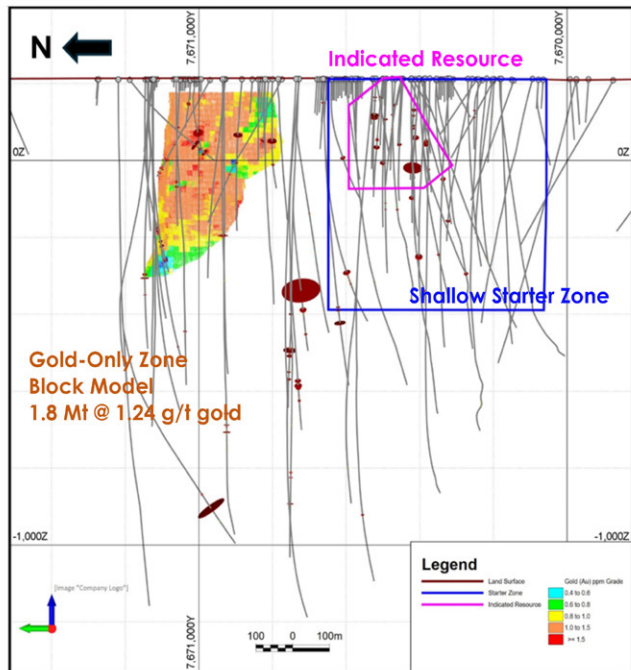 7,671,000Y
7,670,000Y
N
Indicated Resource
0Z
0Z
Shallow Starter Zone
Gold-Only Zone
Block Model
1.8 Mt @ 1.24 g/t gold
-1,000Z
-1,000Z
[Image "Company Logo"]
7,671,000Y
100 0 100m
Legend
Land Surface
Starter Zone
Indicated Resource
Gold (Au) ppm Grade
0.4 to 0.6
0.6 to 0.8
0.8 to 1.0
1.0 to 1.5
>= 1.5